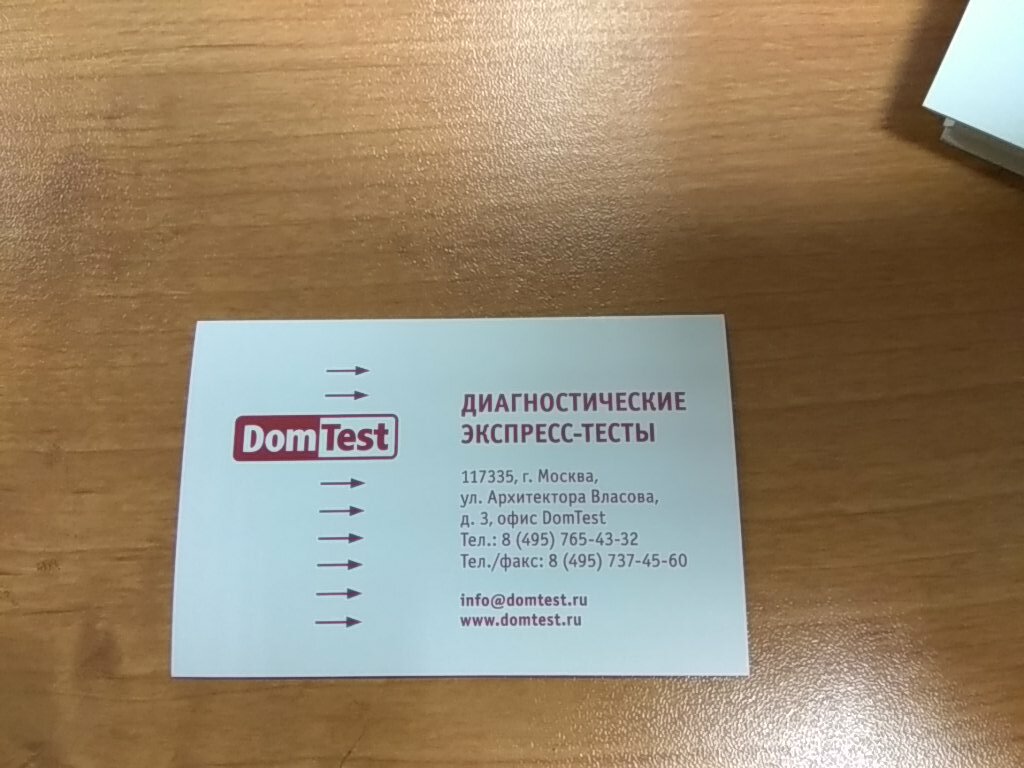 DomTest
ДИАГНОСТИЧЕСКИЕ
ЭКСПРЕСС-ТЕСТЫ
117335, г. Москва,
ул. Архитектора Власова,
д. 3, офис DomTest
Тел.: 8 (495) 765-43-32
Тел./факс: 8 (495) 737-45-60
info@domtest.ru
www.domtest.ru